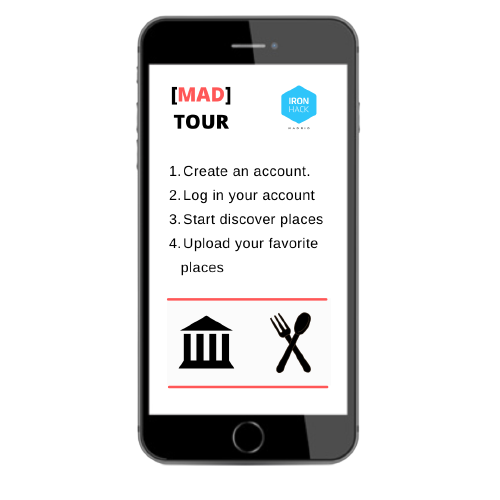 [MAD]
TOUR
IRON
HACK
MADRID
1. Create an account.
2. Log in your account
3. Start discover places
4. Upload your favorite
places